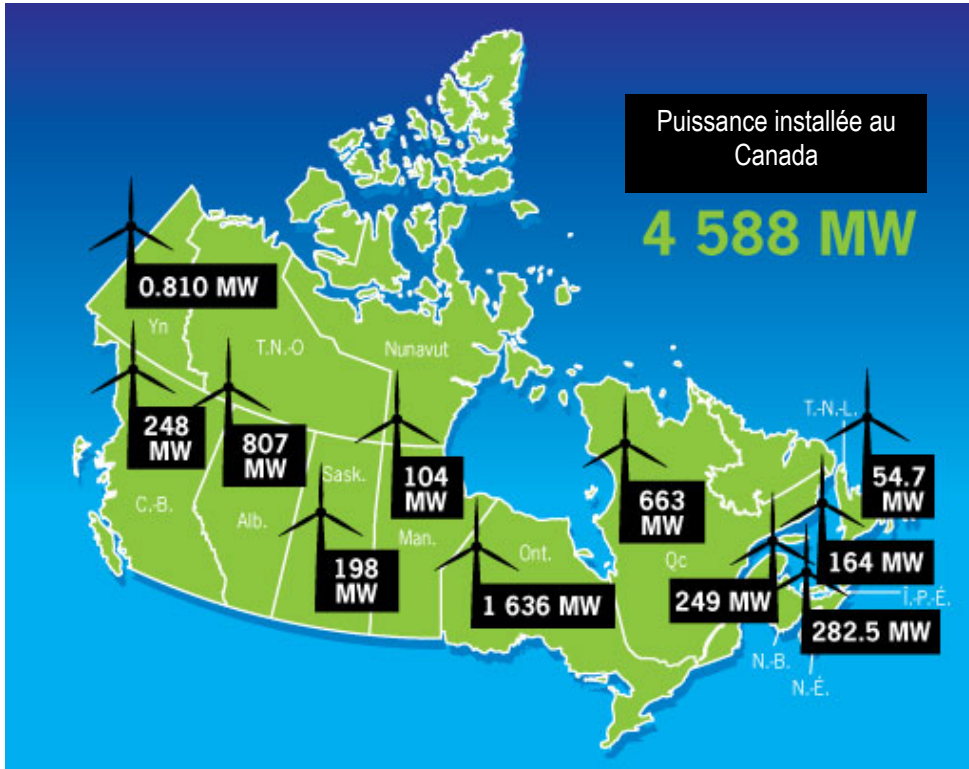 Puissance installée au
Canada
4 588 MW
0.810 MW
Yn
T.N.-O
Nunavut
T.-N.-L.
248
MW
807
MW
104
MW
663
MW
54.7
MW
C.-B.
Alb.
Sask.
198
MW
Man.
Ont.
1 636 MW
Qc
249 MW
164 MW
Î.-P.-É.
282.5 MW
N.-B.
N.-É.